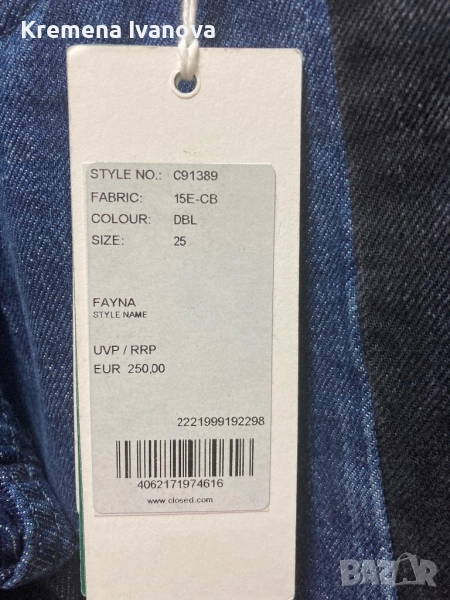 Kremena Ivanova
STYLE NO.: C91389
FABRIC: 15E-CB
COLOUR: DBL
SIZE: 25
FAYNA
STYLE NAME
UVP / RRP
EUR 250,00
2221999192298
4062171974616
www.closed.com
BAZAR